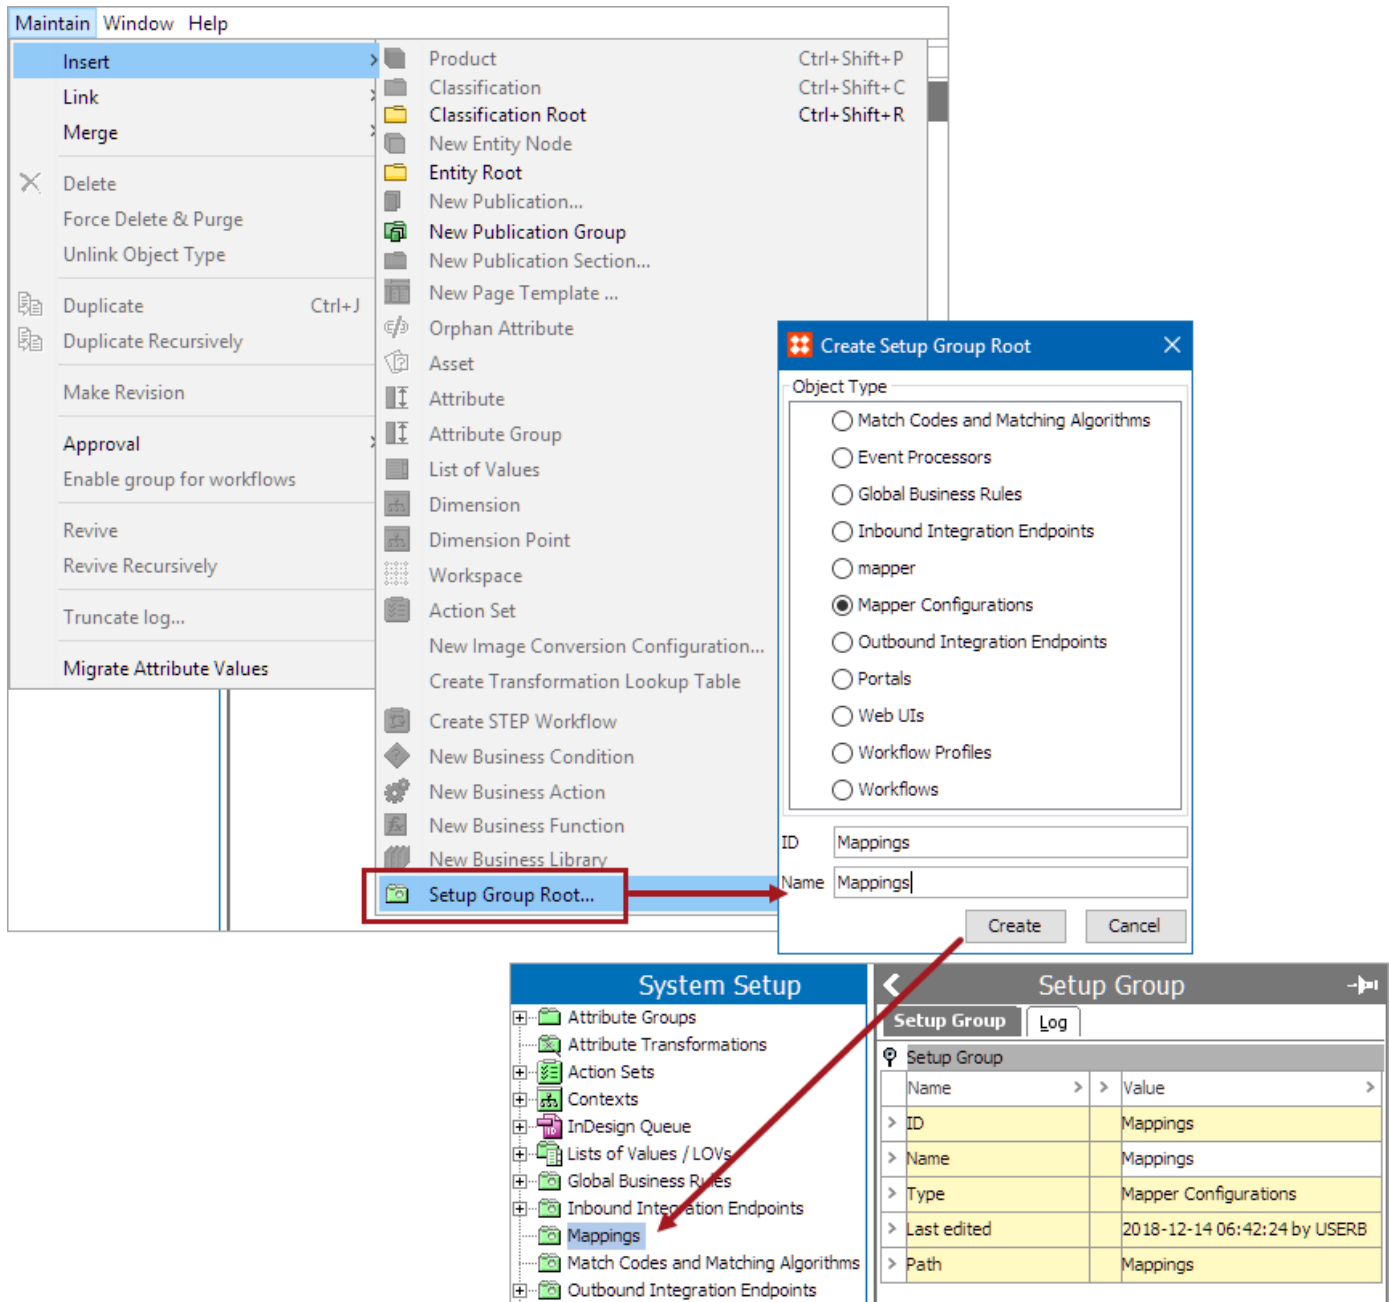 Maintain Window Help
Insert
Link
Merge
Delete
Force Delete & Purge
Unlink Object Type
Duplicate Ctrl+J
Duplicate Recursively
Make Revision
Approval
Enable group for workflows
Revive
Revive Recursively
Truncate log...
Migrate Attribute Values
Product Ctrl+Shift+P
Classification Ctrl+Shift+C
Classification Root Ctrl+Shift+R
New Entity Node
Entity Root
New Publication...
New Publication Group
New Publication Section...
New Page Template ...
Orphan Attribute
Asset
Attribute
Attribute Group
List of Values
Dimension
Dimension Point
Workspace
Action Set
New Image Conversion Configuration...
Create Transformation Lookup Table
Create STEP Workflow
New Business Condition
New Business Action
New Business Function
New Business Library
Setup Group Root...
Create Setup Group Root
Object Type
Match Codes and Matching Algorithms
Event Processors
Global Business Rules
Inbound Integration Endpoints
mapper
Mapper Configurations
Outbound Integration Endpoints
Portals
Web UIs
Workflow Profiles
Workflows
ID Mappings
Name Mappings
Create Cancel
System Setup
Attribute Groups
Attribute Transformations
Action Sets
Contexts
InDesign Queue
Lists of Values / LOVs
Global Business Rules
Inbound Integration Endpoints
Mappings
Match Codes and Matching Algorithms
Outbound Integration Endpoints
Setup Group
Setup Group Log
Setup Group
Name > > Value >
> ID Mappings
> Name Mappings
> Type Mapper Configurations
> Last edited 2018-12-14 06:42:24 by USERB
> Path Mappings